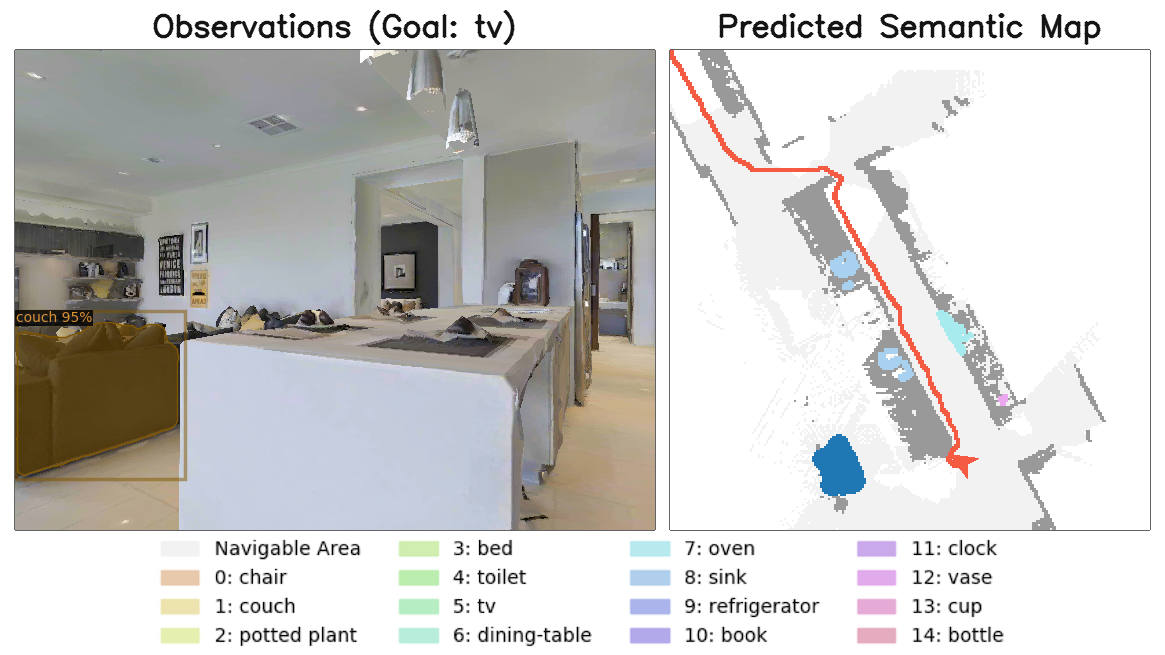 Observations (Goal: tv)
Predicted Semantic Map
couch 95%
Navigable Area
0: chair
1: couch
2: potted plant
3: bed
4: toilet
5: tv
6: dining-table
7: oven
8: sink
9: refrigerator
10: book
11: clock
12: vase
13: cup
14: bottle